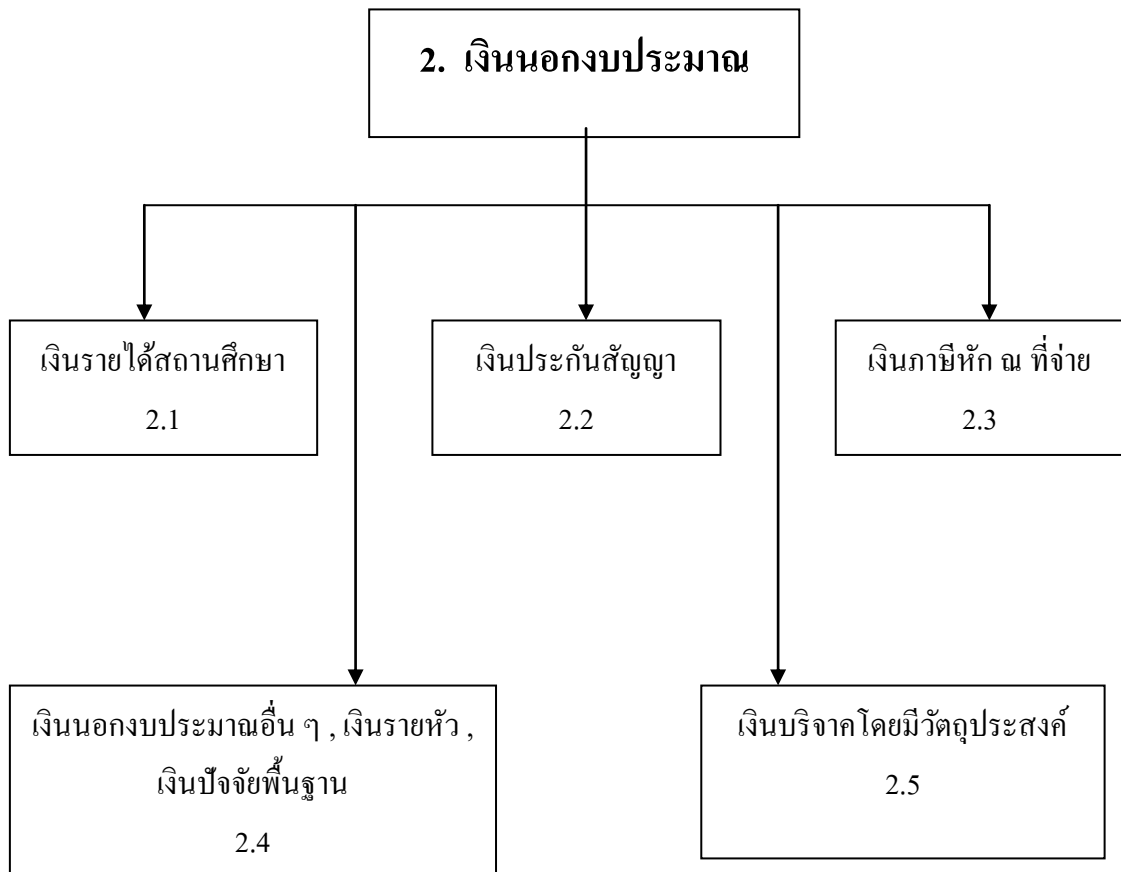 2. เงินนอกงบประมาณ
เงินรายได้สถานศึกษา
2.1
เงินประกันสัญญา
2.2
เงินภาษีหัก ณ ที่จ่าย
2.3
เงินนอกงบประมาณอื่น ๆ , เงินรายหัว ,
เงินปัจจัยพื้นฐาน
2.4
เงินบริจาคโดยมีวัตถุประสงค์
2.5